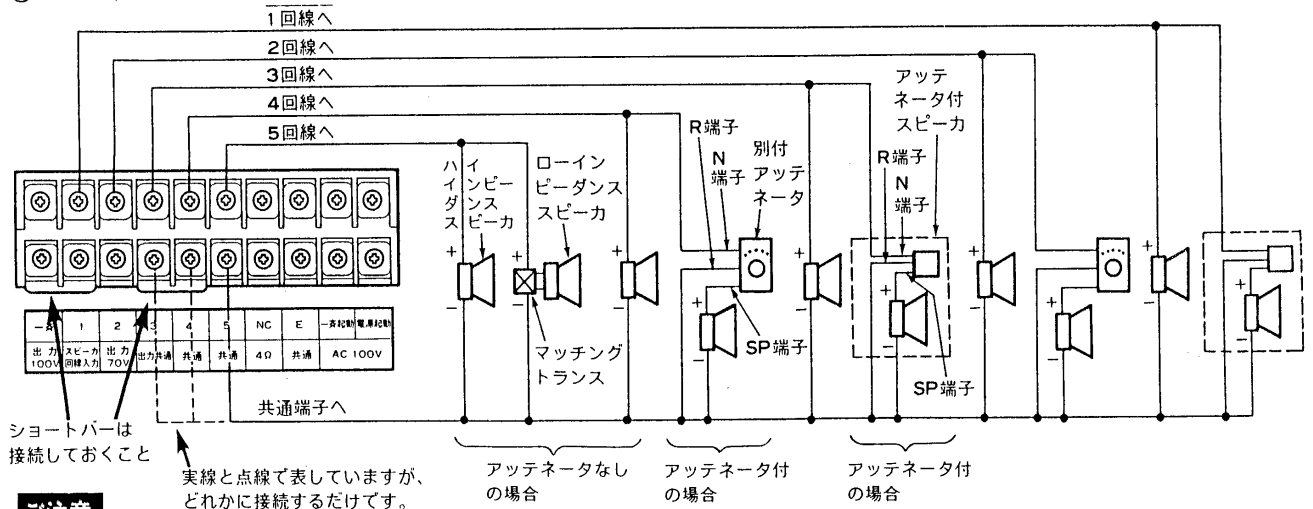 1回線へ
2回線へ
3回線へ
4回線へ
5回線へ
ハイ
インピー
ダンス
スピーカ
ローイン
ピーダンス
スピーカ
R端子
N
端子
別付
アッテ
ネータ
アッテ
ネータ付
スピーカ
R端子
N
端子
+
-
+
-
+
-
+
-
+
-
+
-
+
-
+
-
+
-
+
-
マッチング
トランス
SP端子
SP端子
一斉 1 2 3 4 5 NC E 一斉起動 電源起動
出力 100V スピーカ 回線入力 出力 70V 出力共通 共通 共通 4Ω 共通 AC 100V
共通端子へ
ショートバーは
接続しておくこと
実線と点線で表していますが、
どれかに接続するだけです。
アッテネータなし
の場合
アッテネータ付
の場合
アッテネータ付
の場合